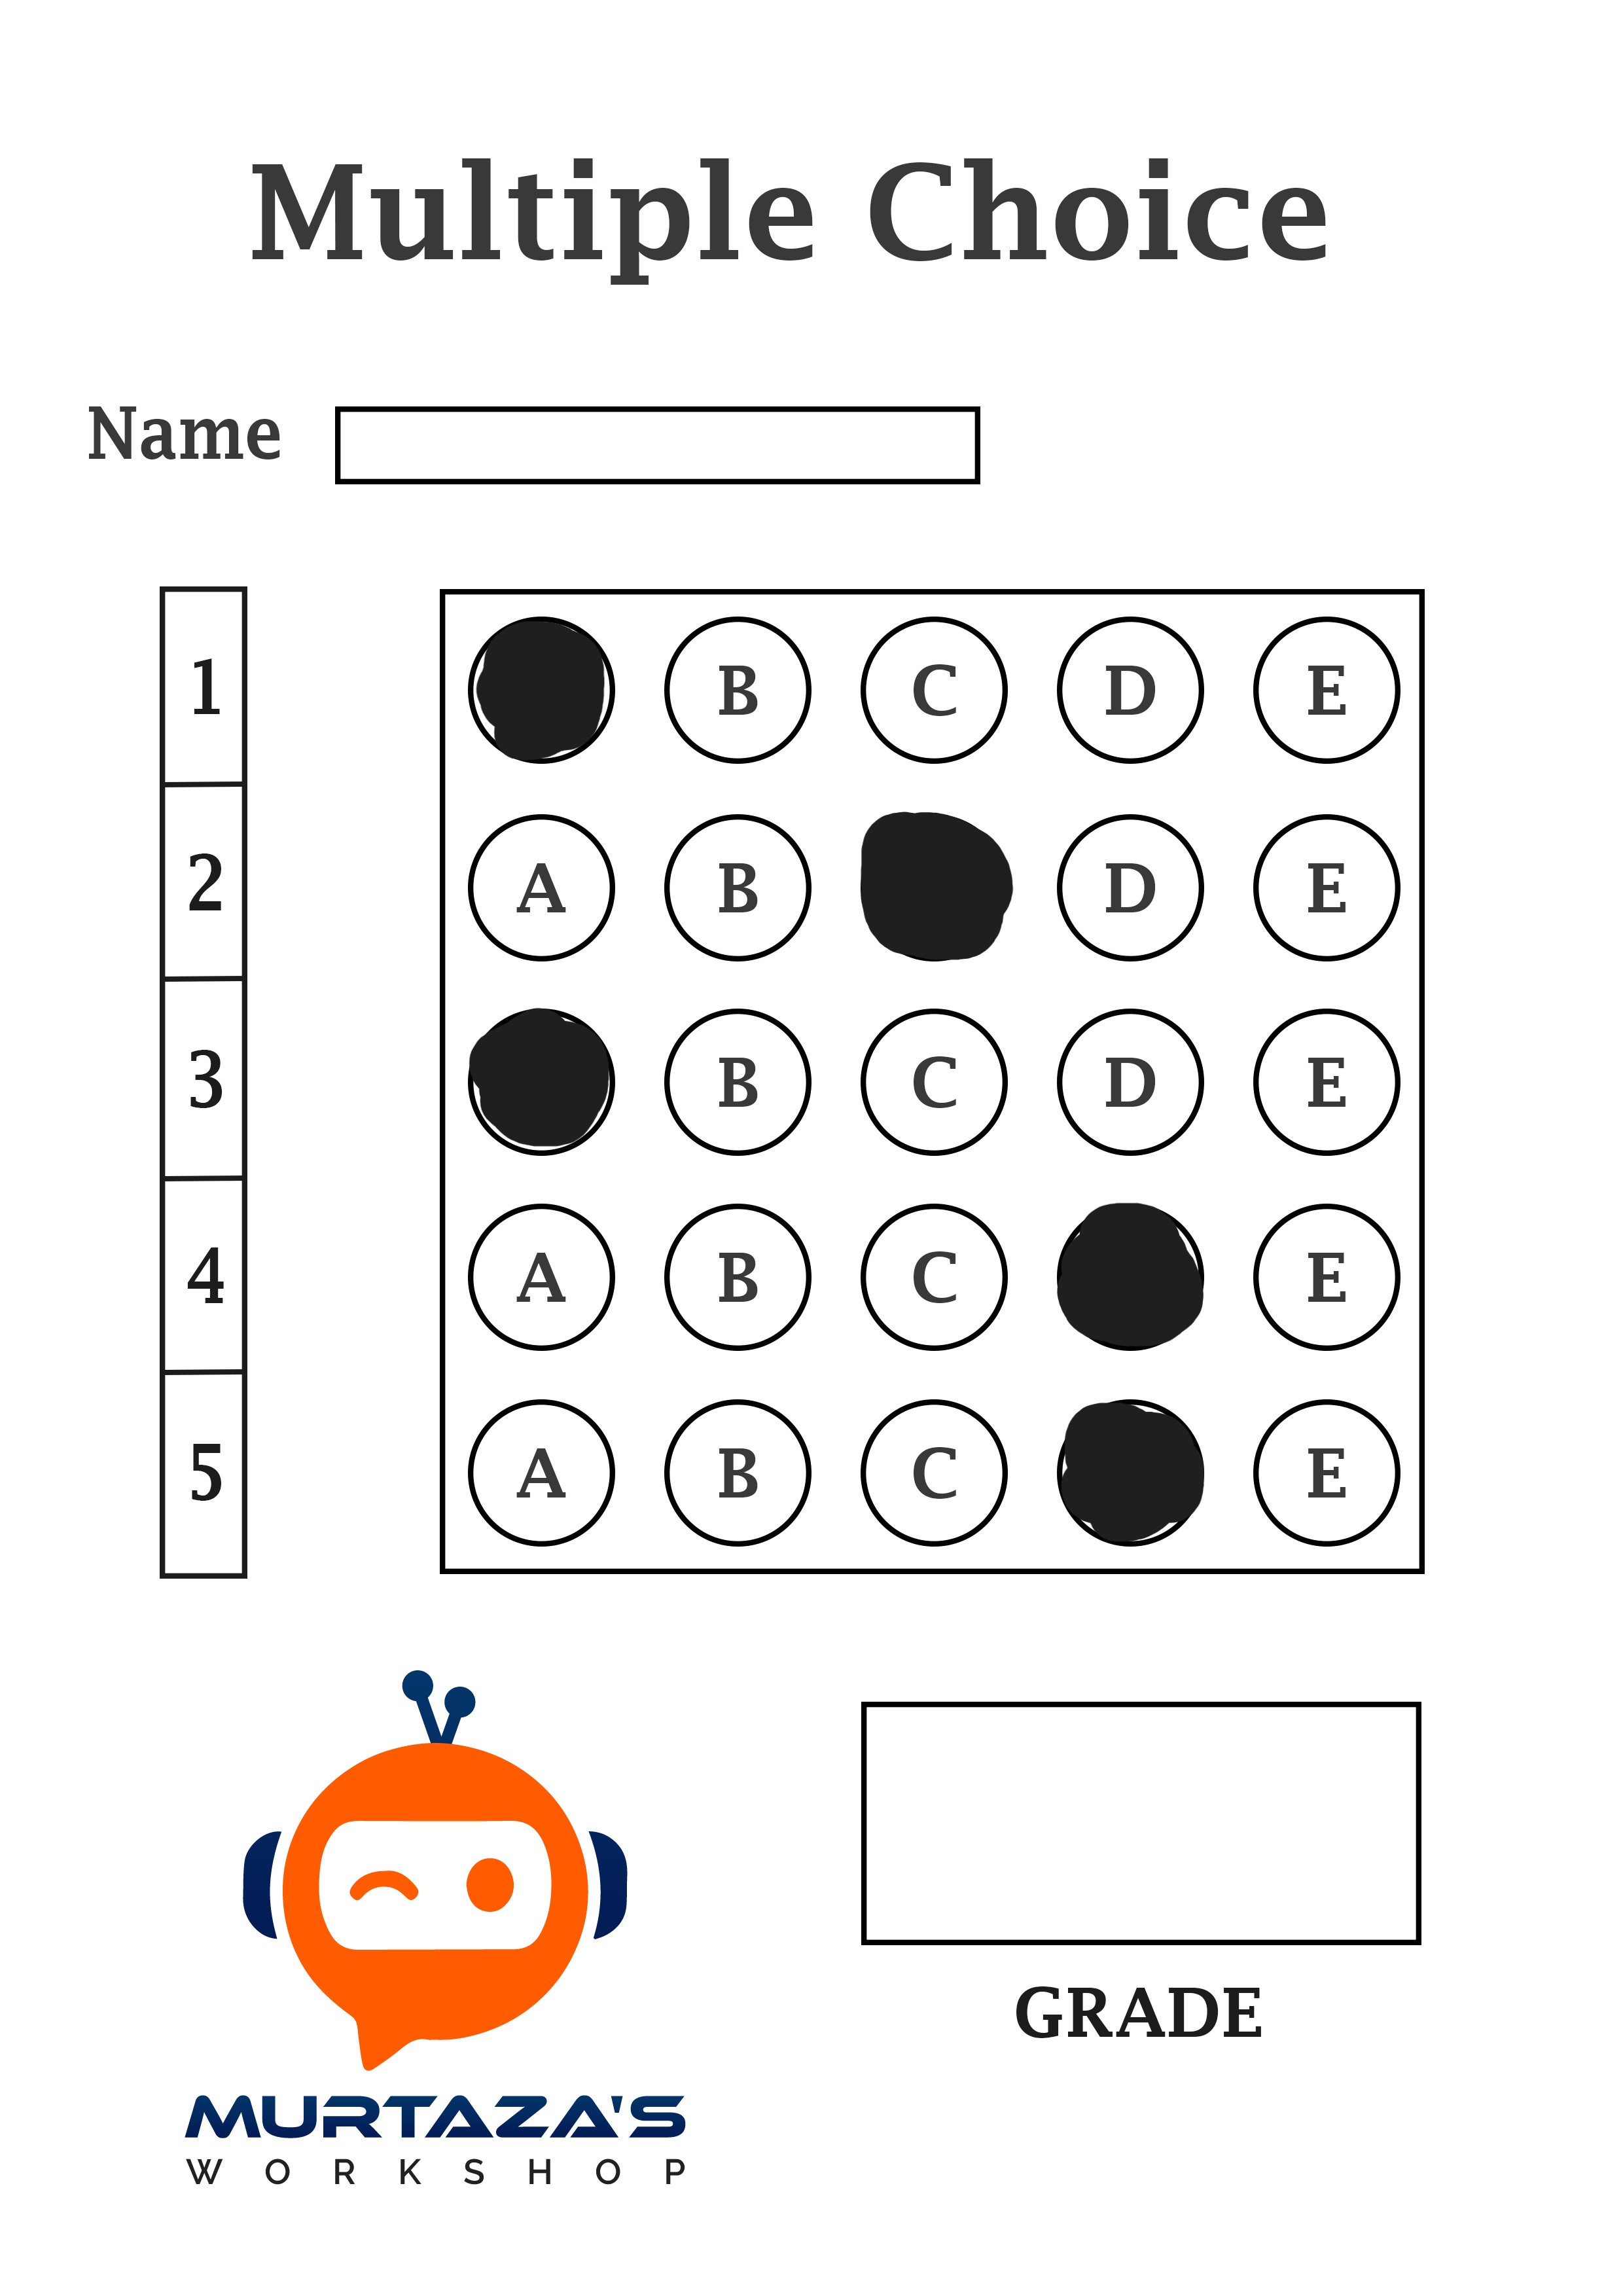 Multiple Choice
Name
1 B C D E
2 A B D E
3 B C D E
4 A B C E
5 A B C E
GRADE
MURTAZA'S
WORKSHOP